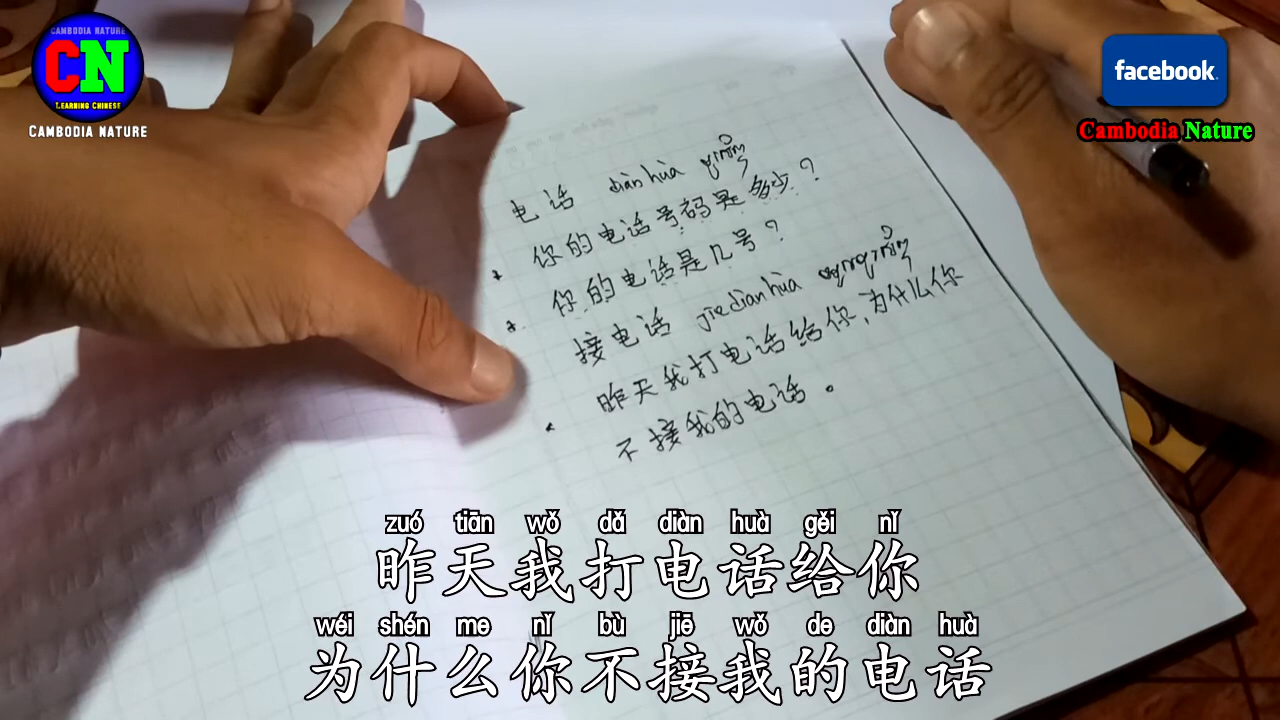 CAMBODIA NATURE
CN
LEARNING CHINESE
CAMBODIA NATURE
facebook
Cambodia Nature
电话 diànhuà
你的电话号码是多少？
你的电话是几号？
接电话 jiēdiànhuà
昨天我打电话给你，为什么你
不接我的电话。
zuó tiān wǒ dǎ diàn huà gěi nǐ
昨天我打电话给你
wéi shén me nǐ bù jiē wǒ de diàn huà
为什么你不接我的电话